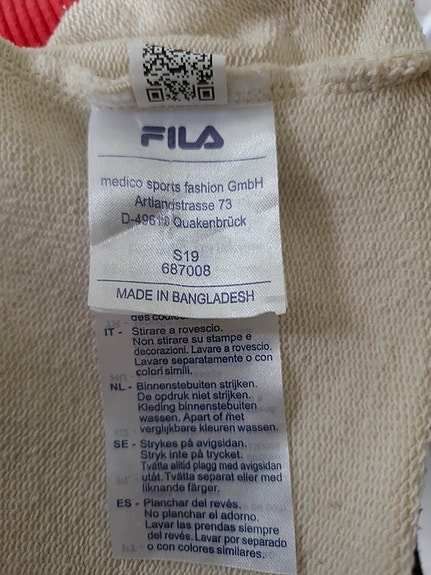 FILA
medico sports fashion GmbH
Artlandstrasse 73
D-49610 Quakenbrück
S19
687008
MADE IN BANGLADESH
des couleurs
IT - Stirare a rovescio.
Non stirare su stampe e
decorazioni. Lavare a rovescio.
Lavare separatamente o con
colori simili.
NL - Binnenstebuiten strijken.
De opdruk niet strijken.
Kleding binnenstebuiten
wassen. Apart of met
verglijkbare kleuren wassen.
SE - Strykes på avigsidan.
Stryk inte på trycket.
Tvätta alltid plagg med avigsidan
utåt. Tvätta separat eller med
liknande färger.
ES - Planchar del revés.
No planchar el adorno.
Lavar las prendas siempre
del revés. Lavar por separado
o con colores similares.